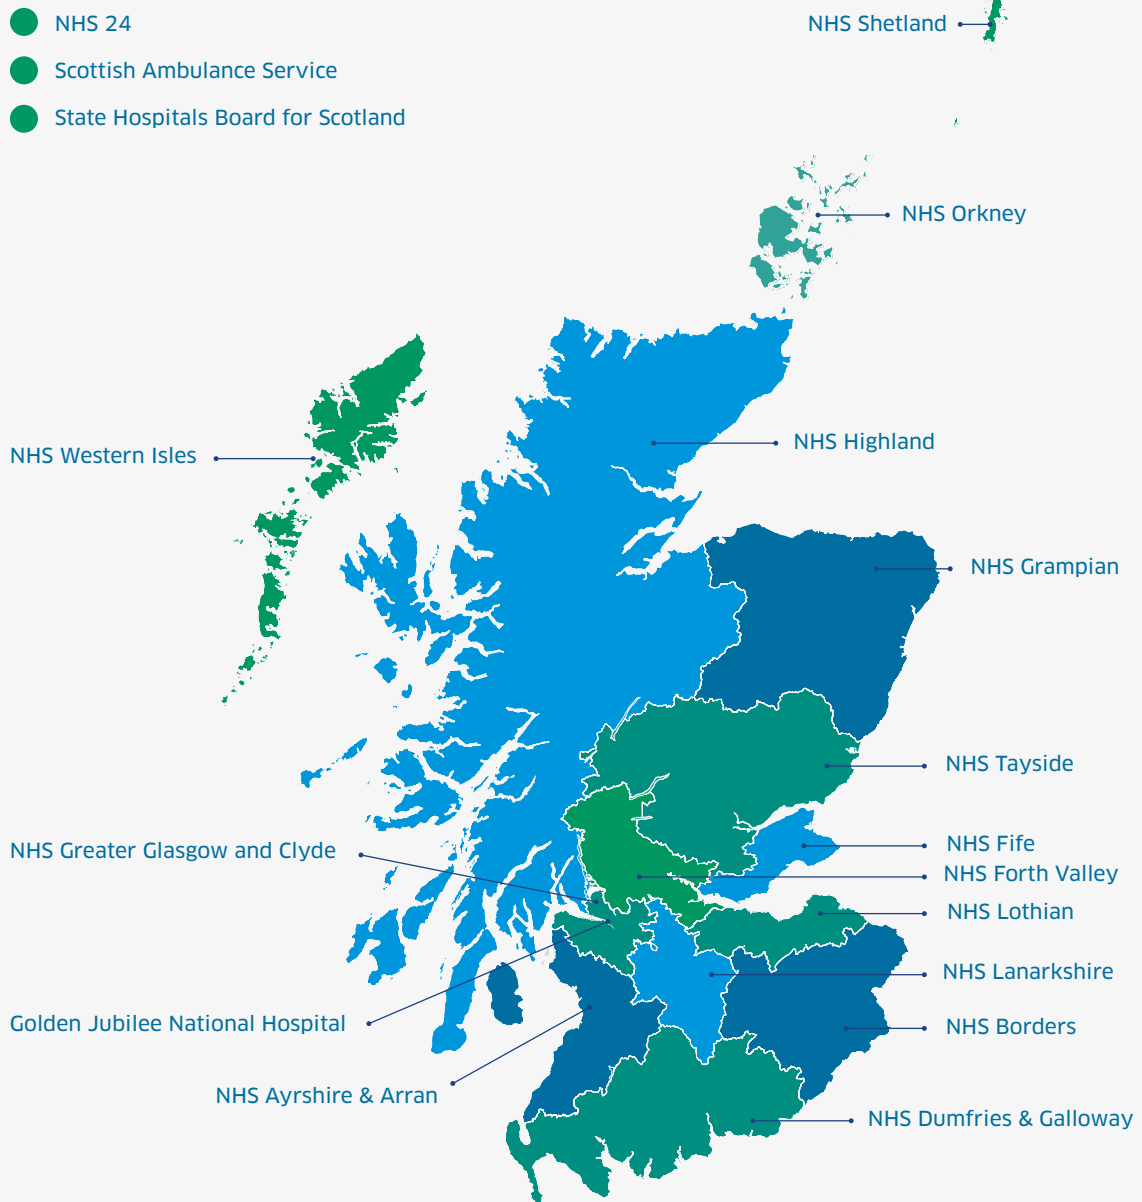 NHS 24
NHS Shetland
Scottish Ambulance Service
State Hospitals Board for Scotland
NHS Orkney
NHS Highland
NHS Western Isles
NHS Grampian
NHS Tayside
NHS Fife
NHS Greater Glasgow and Clyde
NHS Forth Valley
NHS Lothian
NHS Lanarkshire
Golden Jubilee National Hospital
NHS Borders
NHS Ayrshire & Arran
NHS Dumfries & Galloway